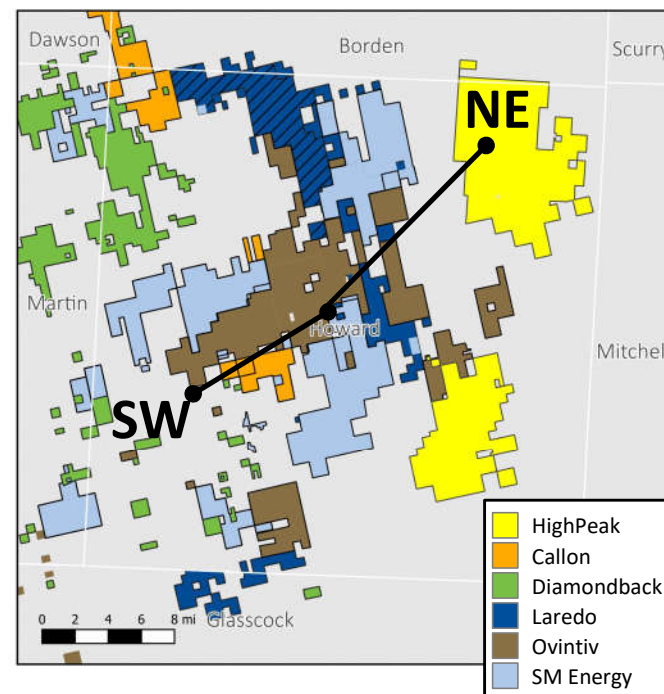 Dawson
Borden
Scurry
NE
Martin
Howard
Mitchel
SW
Glasscock
0 2 4 6 8 mi
HighPeak
Callon
Diamondback
Laredo
Ovintiv
SM Energy